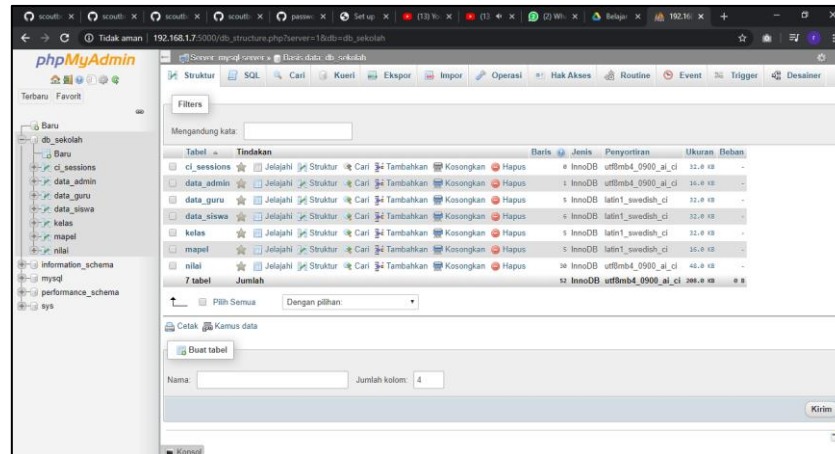 scoutt
scoutt
scoutt
scoutt
passwo
Set up
(13) Yo
(1)
(2) Wh
Belajar
192.16
Tidak aman | 192.168.1.7:5000/db_structure.php?server=1&db=db_sekolah
phpMyAdmin
Terbaru Favorit
Baru
db_sekolah
Baru
ci_sessions
data_admin
data_guru
data_siswa
kelas
mapel
nilai
information_schema
mysql
performance_schema
sys
Server: mysql-server » Basis data: db_sekolah
Struktur SQL Cari Kueri Ekspor Impor Operasi Hak Akses Routine Event Trigger Desainer
Filters
Mengandung kata:
Tabel Tindakan Baris Jenis Penyortiran Ukuran Beban
ci_sessions Jelajahi Struktur Cari Tambahkan Kosongkan Hapus 0 InnoDB utf8mb4_0900_ai_ci 32.0 KB -
data_admin Jelajahi Struktur Cari Tambahkan Kosongkan Hapus 1 InnoDB utf8mb4_0900_ai_ci 16.0 KB -
data_guru Jelajahi Struktur Cari Tambahkan Kosongkan Hapus 5 InnoDB latin1_swedish_ci 32.0 KB -
data_siswa Jelajahi Struktur Cari Tambahkan Kosongkan Hapus 6 InnoDB latin1_swedish_ci 32.0 KB -
kelas Jelajahi Struktur Cari Tambahkan Kosongkan Hapus 5 InnoDB latin1_swedish_ci 32.0 KB -
mapel Jelajahi Struktur Cari Tambahkan Kosongkan Hapus 5 InnoDB latin1_swedish_ci 16.0 KB -
nilai Jelajahi Struktur Cari Tambahkan Kosongkan Hapus 30 InnoDB utf8mb4_0900_ai_ci 48.0 KB -
7 tabel Jumlah 52 InnoDB utf8mb4_0900_ai_ci 208.0 KB 0 B
Pilih Semua Dengan pilihan:
Cetak Kamus data
Buat tabel
Nama: Jumlah kolom: 4
Kirim
Konsol